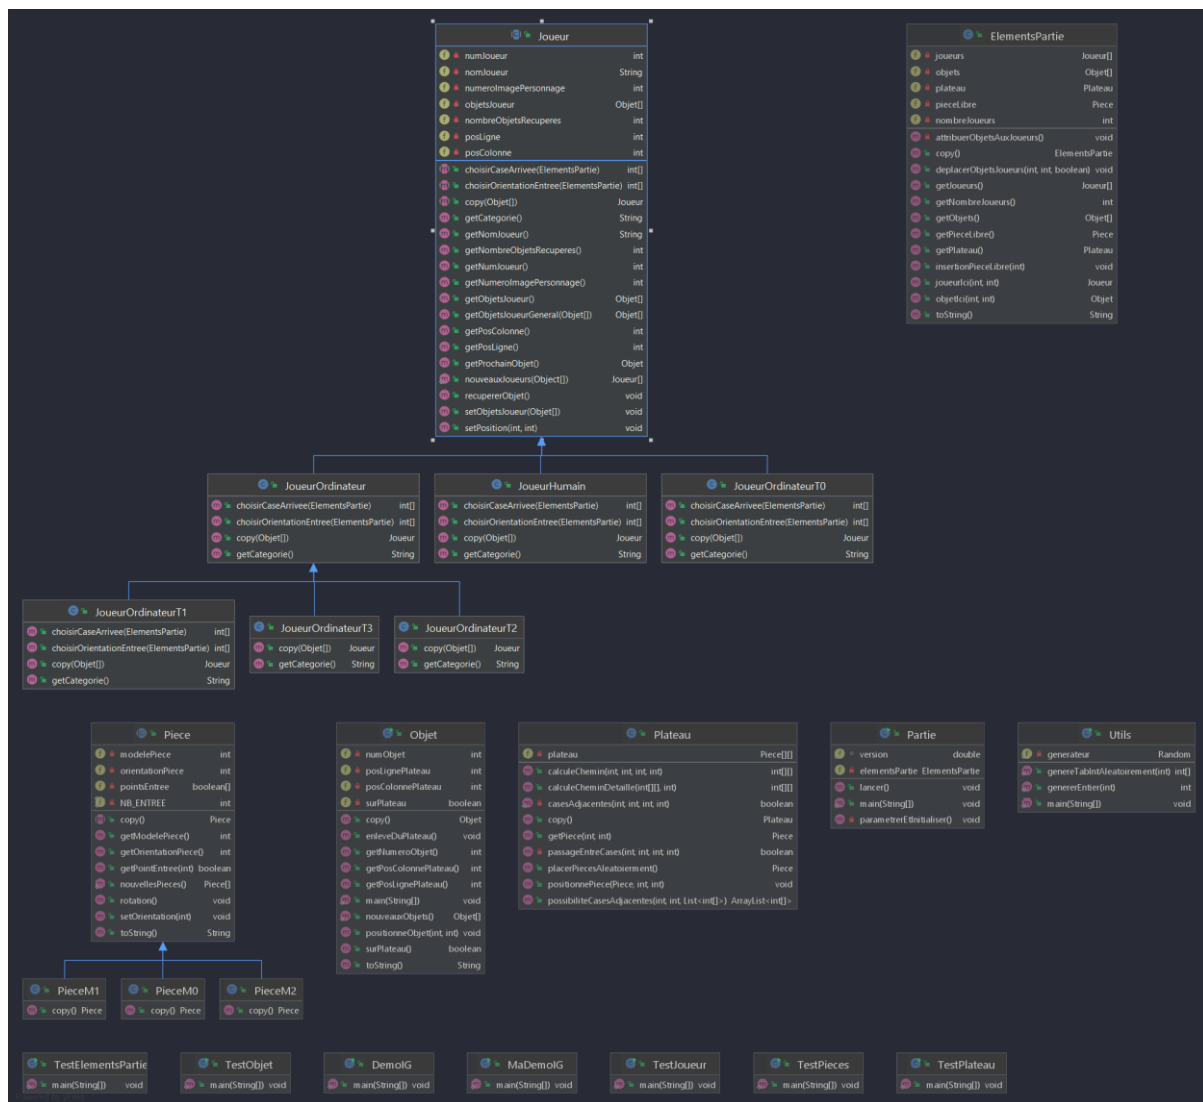 Joueur
numJoueur int
nomJoueur String
numeroImagePersonnage int
objetsJoueur Objet[]
nombreObjetsRecuperes int
posLigne int
posColonne int
choisirCaseArrivee(ElementsPartie) int[]
choisirOrientationEntree(ElementsPartie) int[]
copy(Objet[]) Joueur
getCategorie() String
getNomJoueur() String
getNombreObjetsRecuperes() int
getNumJoueur() int
getNumeroImagePersonnage() int
getObjetsJoueur() Objet[]
getObjetsJoueurGeneral(Objet[]) Objet[]
getPosColonne() int
getPosLigne() int
getProchainObjet() Objet
nouveauxJoueurs(Object[]) Joueur[]
recupererObjet() void
setObjetsJoueur(Objet[]) void
setPosition(int, int) void
ElementsPartie
joueurs Joueur[]
objets Objet[]
plateau Plateau
pieceLibre Piece
nombreJoueurs int
attribuerObjetsAuxJoueurs() void
copy() ElementsPartie
deplacerObjetsJoueurs(int, int, boolean) void
getJoueurs() Joueur[]
getNombreJoueurs() int
getObjets() Objet[]
getPieceLibre() Piece
getPlateau() Plateau
insertionPieceLibre(int) void
joueurIci(int, int) Joueur
objetIci(int, int) Objet
toString() String
JoueurOrdinateur
choisirCaseArrivee(ElementsPartie) int[]
choisirOrientationEntree(ElementsPartie) int[]
copy(Objet[]) Joueur
getCategorie() String
JoueurHumain
choisirCaseArrivee(ElementsPartie) int[]
choisirOrientationEntree(ElementsPartie) int[]
copy(Objet[]) Joueur
getCategorie() String
JoueurOrdinateurT0
choisirCaseArrivee(ElementsPartie) int[]
choisirOrientationEntree(ElementsPartie) int[]
copy(Objet[]) Joueur
getCategorie() String
JoueurOrdinateurT1
choisirCaseArrivee(ElementsPartie) int[]
choisirOrientationEntree(ElementsPartie) int[]
copy(Objet[]) Joueur
getCategorie() String
JoueurOrdinateurT3
copy(Objet[]) Joueur
getCategorie() String
JoueurOrdinateurT2
copy(Objet[]) Joueur
getCategorie() String
Piece
modelePiece int
orientationPiece int
pointsEntree boolean[]
NB_ENTREE int
copy() Piece
getModelePiece() int
getOrientationPiece() int
getPointEntree(int) boolean
nouvellesPieces() Piece[]
rotation() void
setOrientation(int) void
toString() String
Objet
numObjet int
posLignePlateau int
posColonnePlateau int
surPlateau boolean
copy() Objet
enleveDuPlateau() void
getNumeroObjet() int
getPosColonnePlateau() int
getPosLignePlateau() int
main(String[]) void
nouveauxObjets() Objet[]
positionneObjet(int, int) void
surPlateau() boolean
toString() String
Plateau
plateau Piece[][]
calculeChemin(int, int, int, int) int[][]
calculeCheminDetaille(int[][], int) int[][]
casesAdjacentes(int, int, int, int) boolean
copy() Plateau
getPiece(int, int) Piece
passageEntreCases(int, int, int, int) boolean
placerPiecesAleatoierment() Piece
positionnePiece(Piece, int, int) void
possibiliteCasesAdjacentes(int, int, List<int[]>) ArrayList<int[]>
Partie
version double
elementsPartie ElementsPartie
lancer() void
main(String[]) void
parametrerEtInitialiser() void
Utils
generateur Random
genereTabIntAleatoirement(int) int[]
genererEntier(int) int
main(String[]) void
PieceM1
copy() Piece
PieceM0
copy() Piece
PieceM2
copy() Piece
TestElementsPartie
main(String[]) void
TestObjet
main(String[]) void
DemoIG
main(String[]) void
MaDemoIG
main(String[]) void
TestJoueur
main(String[]) void
TestPieces
main(String[]) void
TestPlateau
main(String[]) void